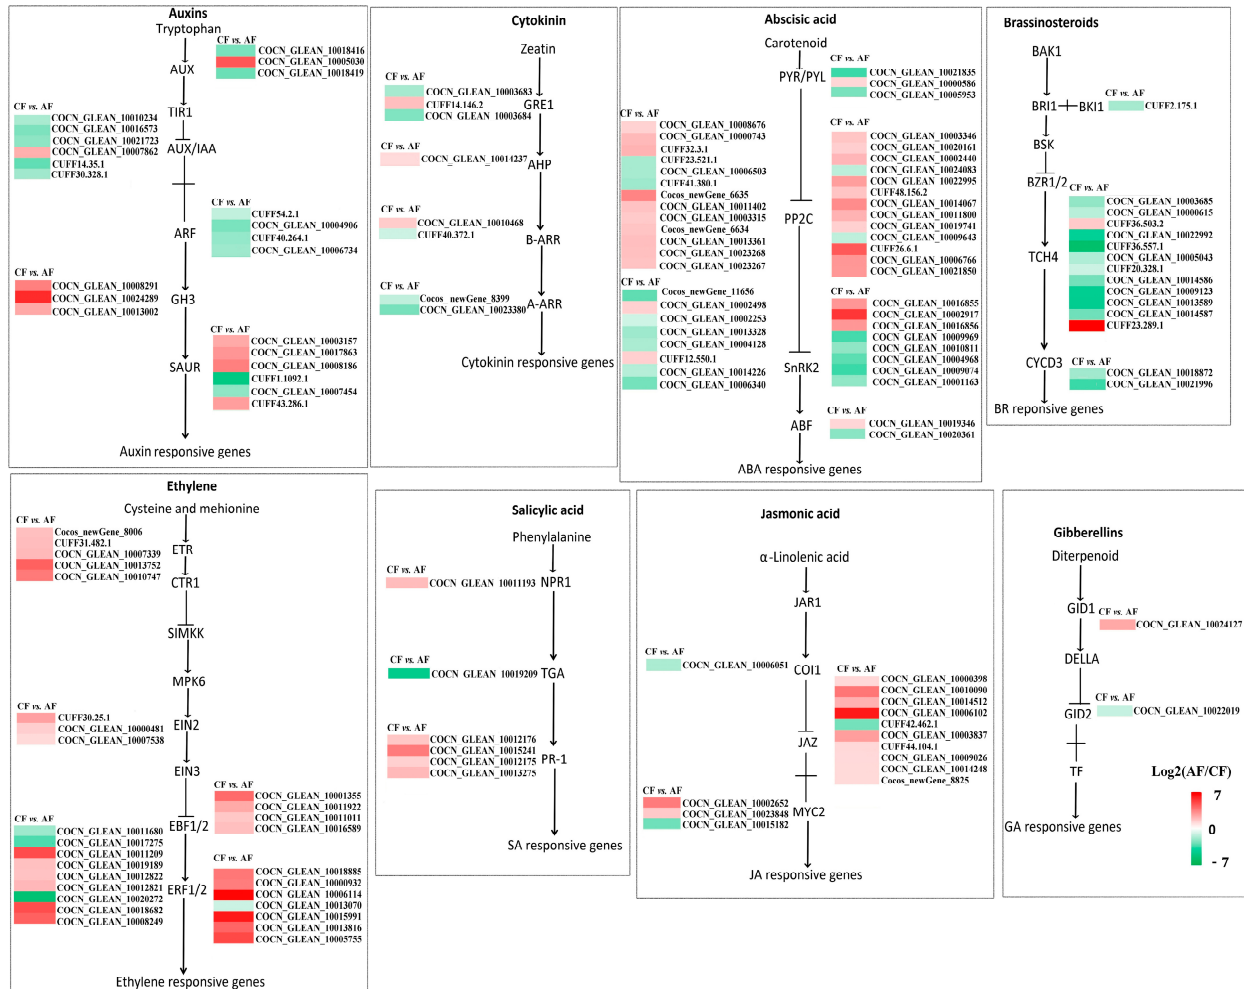 Auxins
Tryptophan
CF vs. AF
COCN_GLEAN_10018416
COCN_GLEAN_10005030
COCN_GLEAN_10018419
AUX
CF vs. AF
COCN_GLEAN_10010234
COCN_GLEAN_10016573
COCN_GLEAN_10021723
COCN_GLEAN_10007862
CUFF14.35.1
CUFF30.328.1
TIR1
AUX/IAA
CUFF54.2.1
COCN_GLEAN_10004906
CUFF40.264.1
COCN_GLEAN_10006734
ARF
CF vs. AF
COCN_GLEAN_10008291
COCN_GLEAN_10024289
COCN_GLEAN_10013002
GH3
CF vs. AF
COCN_GLEAN_10003157
COCN_GLEAN_10017863
COCN_GLEAN_10008186
CUFF1.1092.1
COCN_GLEAN_10007454
CUFF43.286.1
SAUR
Auxin responsive genes
Cytokinin
Zeatin
CF vs. AF
COCN_GLEAN_10003683
CUFF14.146.2
COCN_GLEAN_10003684
GRE1
CF vs. AF
COCN_GLEAN_10014237
AHP
CF vs. AF
COCN_GLEAN_10010468
CUFF40.372.1
B-ARR
CF vs. AF
Cocos_newGene_8399
COCN_GLEAN_10023380
A-ARR
Cytokinin responsive genes
Abscisic acid
Carotenoid
PYR/PYL
CF vs. AF
COCN_GLEAN_10021835
COCN_GLEAN_10000586
COCN_GLEAN_10005953
CF vs. AF
COCN_GLEAN_10008676
COCN_GLEAN_10000743
CUFF32.3.1
CUFF23.521.1
COCN_GLEAN_10006503
CUFF41.380.1
Cocos_newGene_6635
COCN_GLEAN_10011402
COCN_GLEAN_10003315
Cocos_newGene_6634
COCN_GLEAN_10013361
COCN_GLEAN_10023268
COCN_GLEAN_10023267
CF vs. AF
COCN_GLEAN_10003346
COCN_GLEAN_10020161
COCN_GLEAN_10002440
COCN_GLEAN_10024083
COCN_GLEAN_10022995
CUFF48.156.2
COCN_GLEAN_10014067
COCN_GLEAN_10011800
COCN_GLEAN_10019741
COCN_GLEAN_10009643
CUFF26.6.1
COCN_GLEAN_10006766
COCN_GLEAN_10021850
PP2C
CF vs. AF
Cocos_newGene_11656
COCN_GLEAN_10002498
COCN_GLEAN_10002253
COCN_GLEAN_10013328
COCN_GLEAN_10004128
CUFF12.550.1
COCN_GLEAN_10014226
COCN_GLEAN_10006340
CF vs. AF
COCN_GLEAN_10016855
COCN_GLEAN_10002917
COCN_GLEAN_10016856
COCN_GLEAN_10009969
COCN_GLEAN_10010811
COCN_GLEAN_10004968
COCN_GLEAN_10009074
COCN_GLEAN_10001163
SnRK2
CF vs. AF
COCN_GLEAN_10019346
COCN_GLEAN_10020361
ABF
ABA responsive genes
Brassinosteroids
BAK1
BRI1
BKI1
CF vs. AF
CUFF2.175.1
BSK
BZR1/2
CF vs. AF
COCN_GLEAN_10003685
COCN_GLEAN_10000615
CUFF36.503.2
COCN_GLEAN_10022992
CUFF36.557.1
COCN_GLEAN_10005043
CUFF20.328.1
COCN_GLEAN_10014586
COCN_GLEAN_10009123
COCN_GLEAN_10013589
COCN_GLEAN_10014587
CUFF23.289.1
TCH4
CYCD3
CF vs. AF
COCN_GLEAN_10018872
COCN_GLEAN_10021996
BR reponsive genes
Ethylene
Cysteine and mehionine
CF vs. AF
Cocos_newGene_8006
CUFF31.482.1
COCN_GLEAN_10007339
COCN_GLEAN_10013752
COCN_GLEAN_10010747
ETR
CTR1
SIMKK
MPK6
CF vs. AF
CUFF30.25.1
COCN_GLEAN_10000481
COCN_GLEAN_10007538
EIN2
EIN3
CF vs. AF
COCN_GLEAN_10001355
COCN_GLEAN_10011922
COCN_GLEAN_10011011
COCN_GLEAN_10016589
EBF1/2
CF vs. AF
COCN_GLEAN_10011680
COCN_GLEAN_10017275
COCN_GLEAN_10011209
COCN_GLEAN_10019189
COCN_GLEAN_10012822
COCN_GLEAN_10012821
COCN_GLEAN_10020272
COCN_GLEAN_10018682
COCN_GLEAN_10008249
CF vs. AF
COCN_GLEAN_10018885
COCN_GLEAN_10000932
COCN_GLEAN_10006114
COCN_GLEAN_10013070
COCN_GLEAN_10015991
COCN_GLEAN_10013816
COCN_GLEAN_10005755
ERF1/2
Ethylene responsive genes
Salicylic acid
Phenylalanine
CF vs. AF
COCN_GLEAN_10011193
NPR1
CF vs. AF
COCN_GLEAN_10019209
TGA
CF vs. AF
COCN_GLEAN_10012176
COCN_GLEAN_10015241
COCN_GLEAN_10012175
COCN_GLEAN_10013275
PR-1
SA responsive genes
Jasmonic acid
α-Linolenic acid
JAR1
CF vs. AF
COCN_GLEAN_10006051
COI1
CF vs. AF
COCN_GLEAN_10000398
COCN_GLEAN_10010090
COCN_GLEAN_10014512
COCN_GLEAN_10006102
CUFF42.462.1
COCN_GLEAN_10003837
CUFF44.104.1
COCN_GLEAN_10009026
COCN_GLEAN_10014248
Cocos_newGene_8825
JAZ
CF vs. AF
COCN_GLEAN_10002652
COCN_GLEAN_10023848
COCN_GLEAN_10015182
MYC2
JA responsive genes
Gibberellins
Diterpenoid
GID1
CF vs. AF
COCN_GLEAN_10024127
DELLA
CF vs. AF
COCN_GLEAN_10022019
GID2
TF
GA responsive genes
Log2(AF/CF)
7
0
- 7